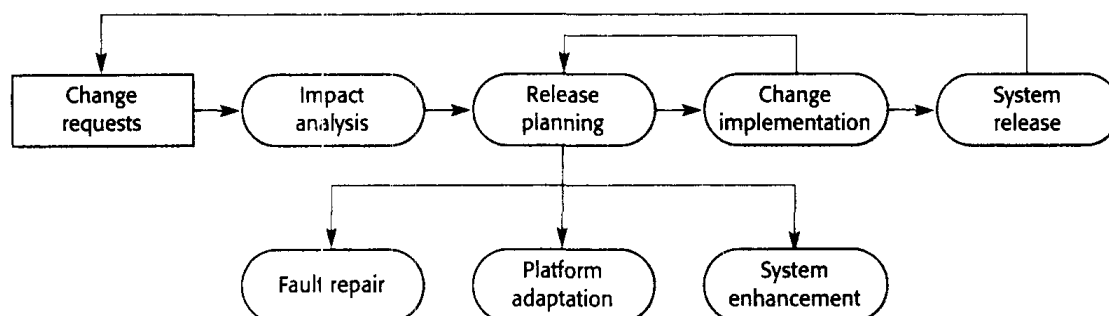 Change
requests
Impact
analysis
Release
planning
Change
implementation
System
release
Fault repair
Platform
adaptation
System
enhancement